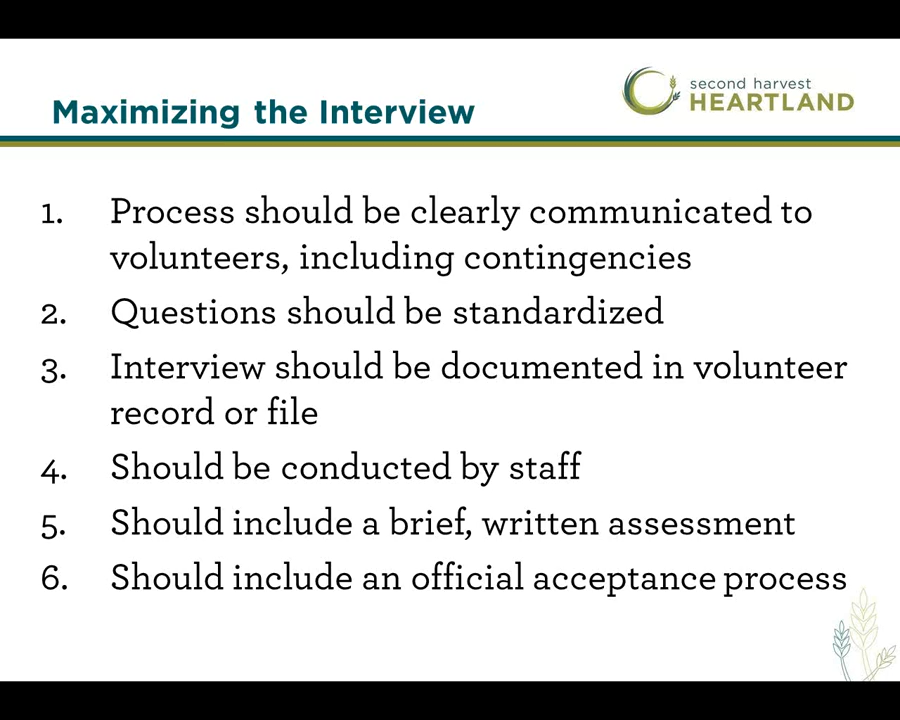 Maximizing the Interview
second harvest
HEARTLAND
1. Process should be clearly communicated to
volunteers, including contingencies
2. Questions should be standardized
3. Interview should be documented in volunteer
record or file
4. Should be conducted by staff
5. Should include a brief, written assessment
6. Should include an official acceptance process